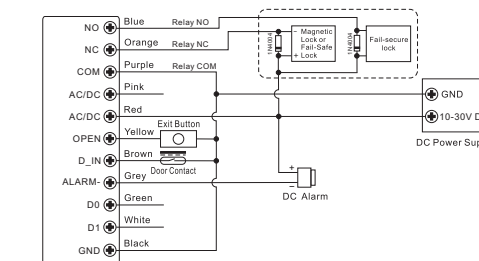 NO Blue Relay NO
NC Orange Relay NC
COM Purple Relay COM
AC/DC Pink
AC/DC Red
OPEN Yellow Exit Button
D_IN Brown
Door Contact
ALARM- Grey
D0 Green
D1 White
GND Black
1N4004
- Magnetic
Lock or
Fail-Safe
+ Lock
1N4004
Fail-secure
lock
GND
10-30V D
DC Power Sup
+
-
DC Alarm